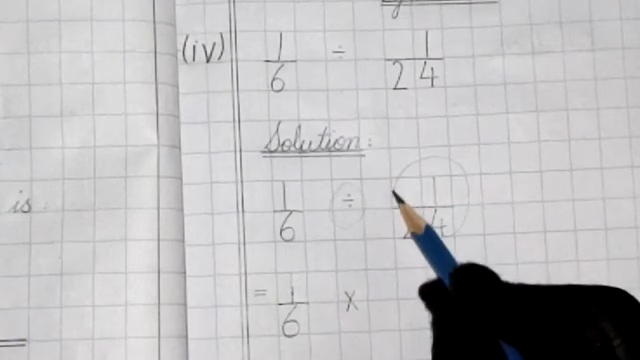 (iv) 1/6 ÷ 1/24
Solution:
is
1/6 ÷ 1/24
= 1/6 ×